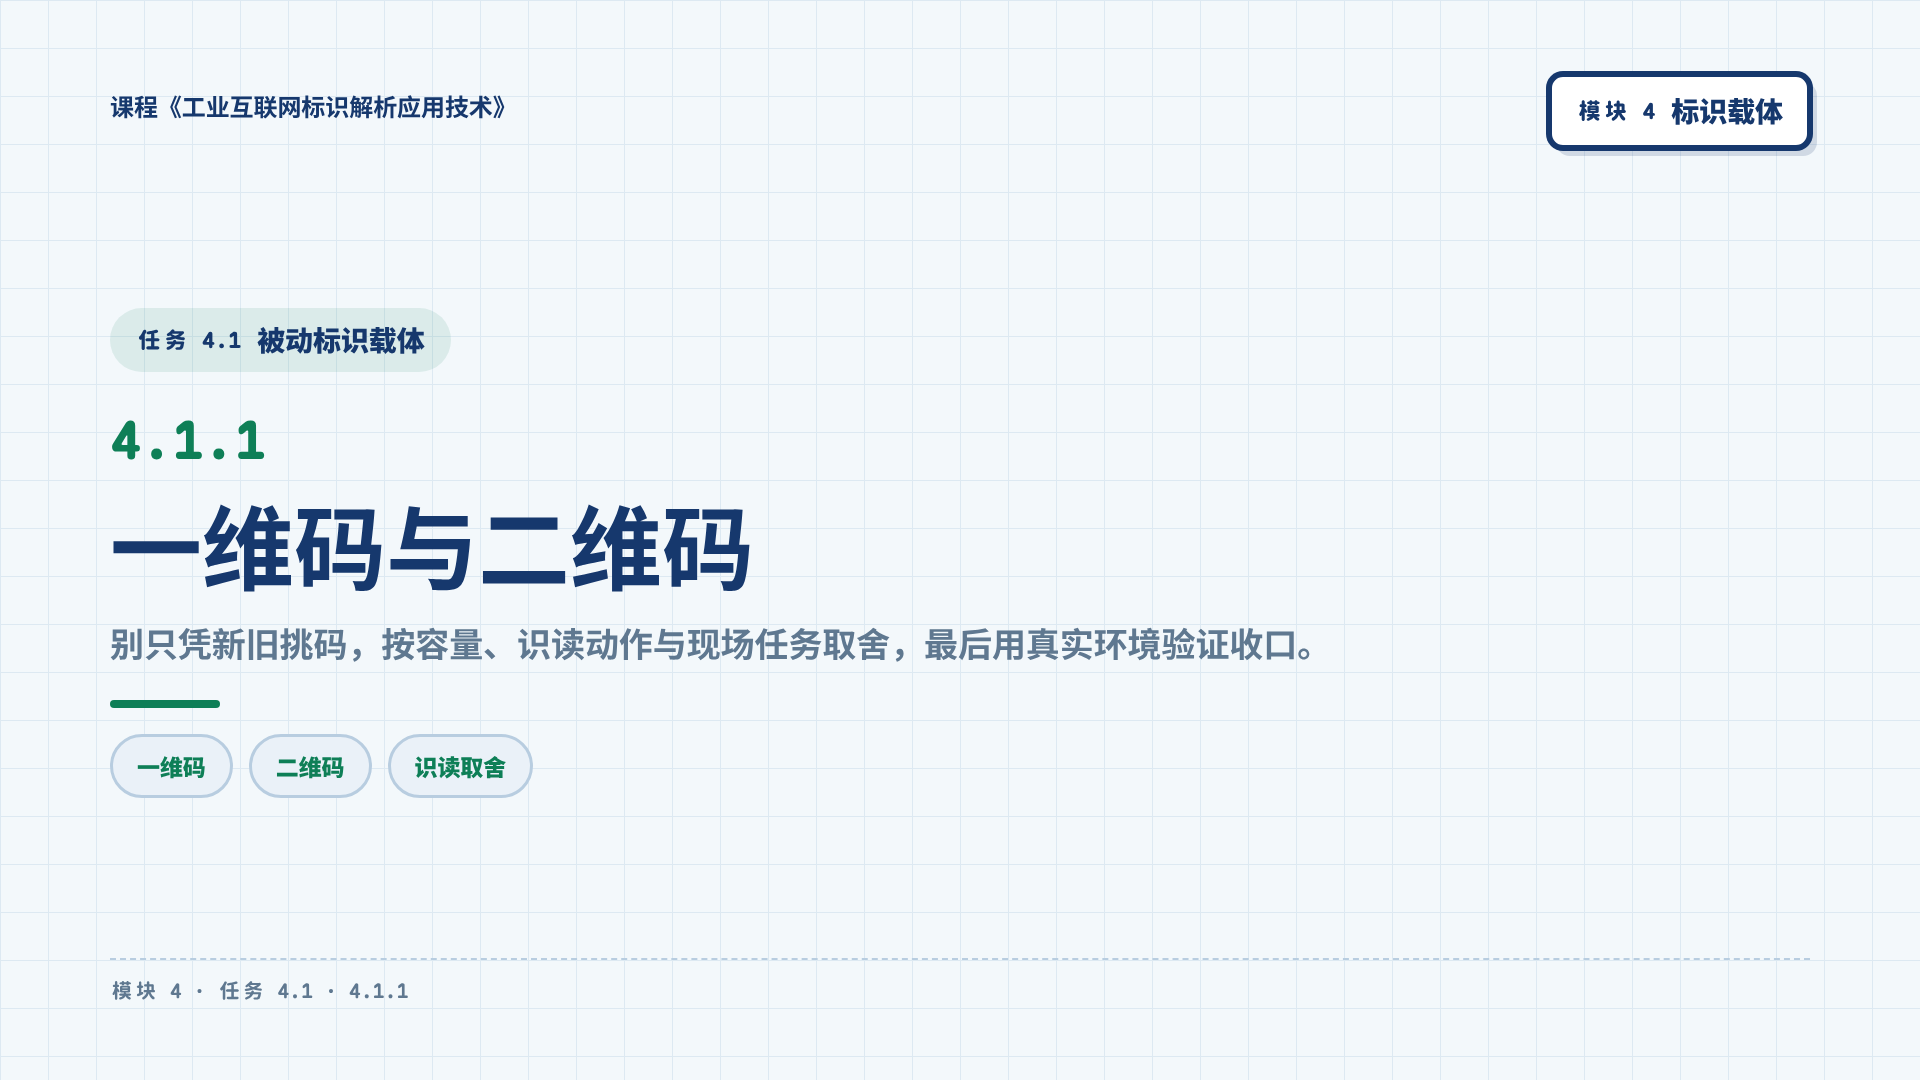 课程《工业互联网标识解析应用技术》
模块 4 标识载体
任务 4.1 被动标识载体
4.1.1
一维码与二维码
别只凭新旧挑码，按容量、识读动作与现场任务取舍，最后用真实环境验证收口。
一维码
二维码
识读取舍
模块 4 · 任务 4.1 · 4.1.1